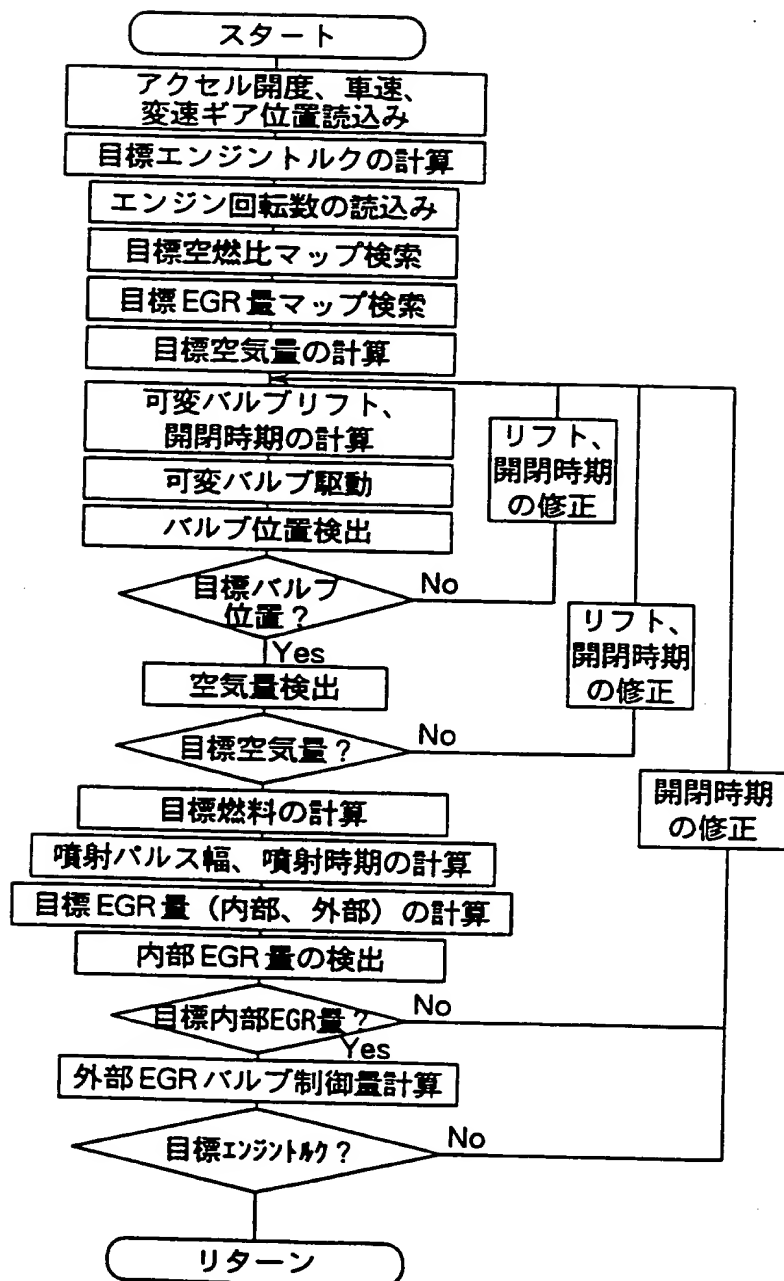 スタート
アクセル開度、車速、
変速ギア位置読込み
目標エンジントルクの計算
エンジン回転数の読込み
目標空燃比マップ検索
目標EGR量マップ検索
目標空気量の計算
可変バルブリフト、
開閉時期の計算
リフト、
開閉時期
の修正
可変バルブ駆動
バルブ位置検出
目標バルブ
位置?
No
Yes
リフト、
開閉時期
の修正
空気量検出
目標空気量?
No
開閉時期
の修正
目標燃料の計算
噴射パルス幅、噴射時期の計算
目標EGR量(内部、外部)の計算
内部EGR量の検出
目標内部EGR量?
No
Yes
外部EGRバルブ制御量計算
目標エンジントルク?
No
リターン